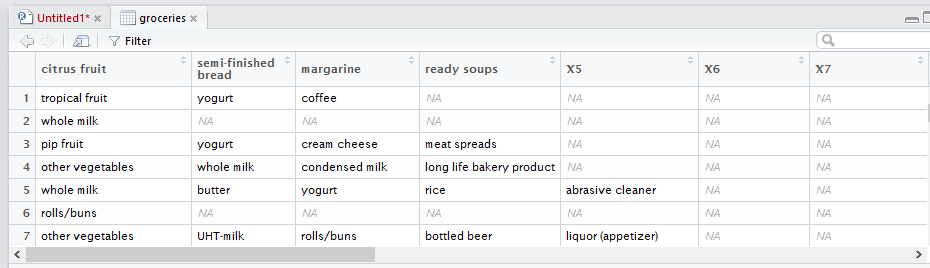 Untitled1* groceries
Filter
citrus fruit semi-finished bread margarine ready soups X5 X6 X7
1 tropical fruit yogurt coffee NA NA NA NA
2 whole milk NA NA NA NA NA NA
3 pip fruit yogurt cream cheese meat spreads NA NA NA
4 other vegetables whole milk condensed milk long life bakery product NA NA NA
5 whole milk butter yogurt rice abrasive cleaner NA NA
6 rolls/buns NA NA NA NA NA NA
7 other vegetables UHT-milk rolls/buns bottled beer liquor (appetizer) NA NA